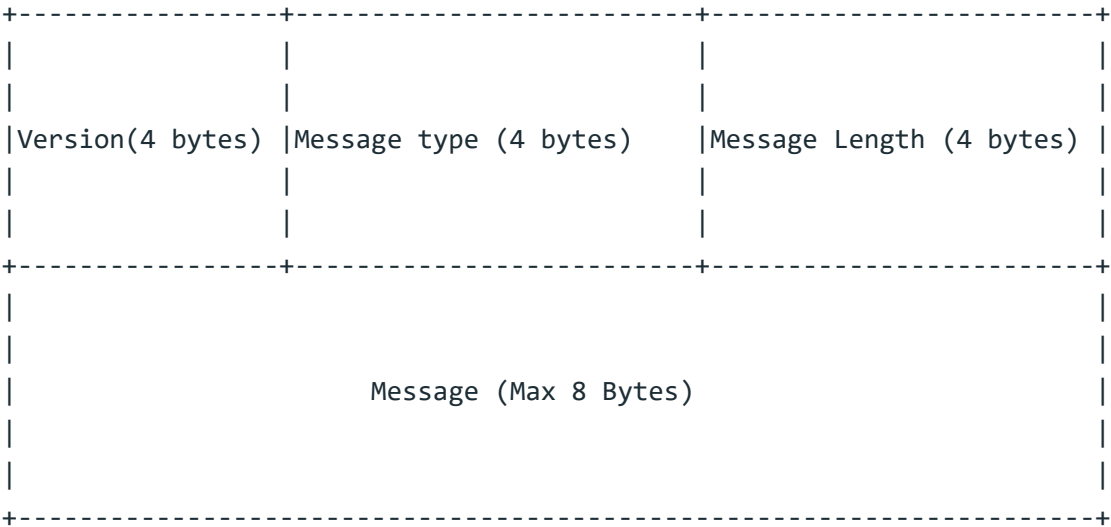 Version(4 bytes) Message type (4 bytes) Message Length (4 bytes)
Message (Max 8 Bytes)